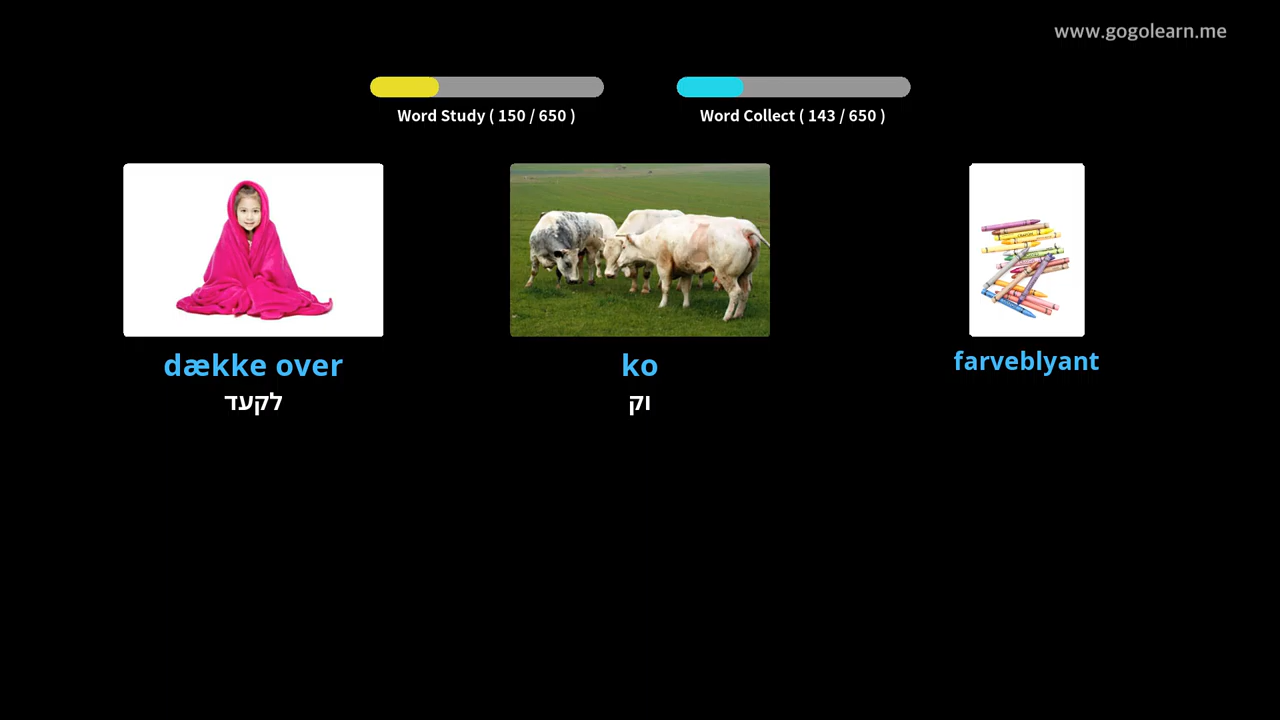 www.gogolearn.me
Word Study ( 150 / 650 )
Word Collect ( 143 / 650 )
dække over
לקעד
ko
וק
farveblyant